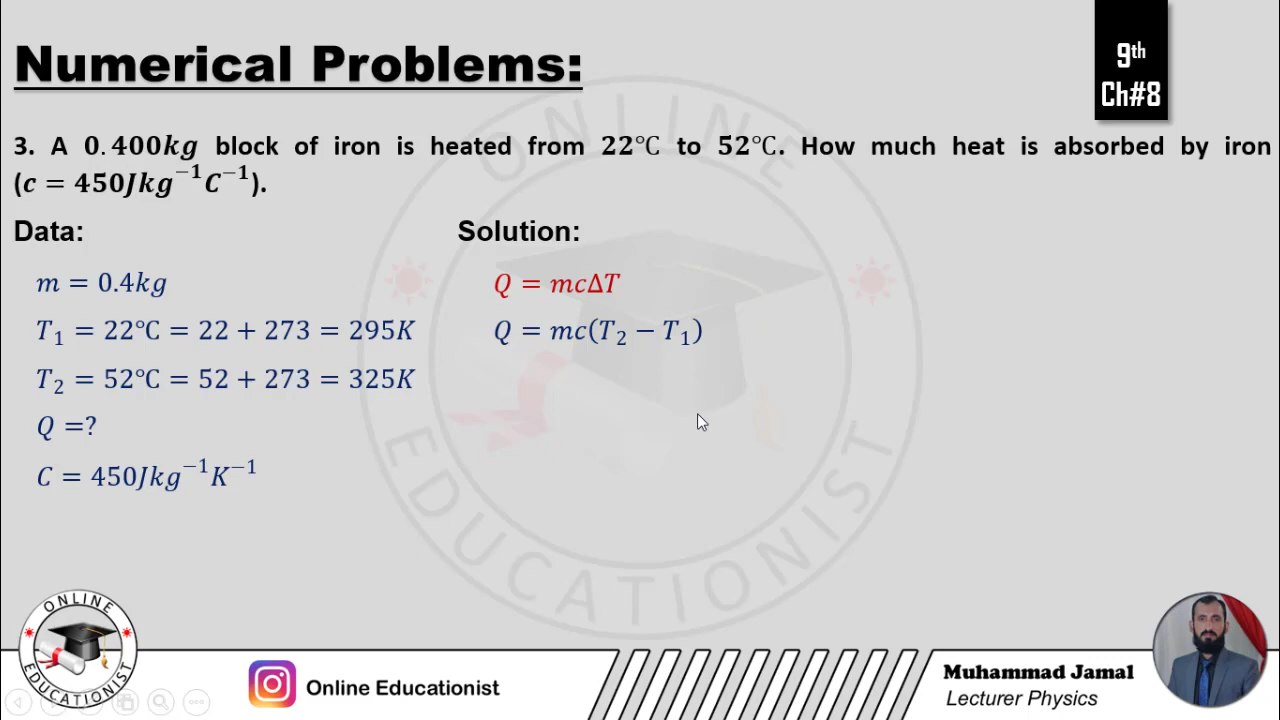 Numerical Problems:
9th
Ch#8
3. A 0.400kg block of iron is heated from 22℃ to 52℃. How much heat is absorbed by iron
(c = 450Jkg⁻¹C⁻¹).
Data:
m = 0.4kg
T₁ = 22℃ = 22 + 273 = 295K
T₂ = 52℃ = 52 + 273 = 325K
Q =?
C = 450Jkg⁻¹K⁻¹
Solution:
Q = mcΔT
Q = mc(T₂ − T₁)
ONLINE
EDUCATIONIST
ONLINE
EDUCATIONIST
Online Educationist
Muhammad Jamal
Lecturer Physics